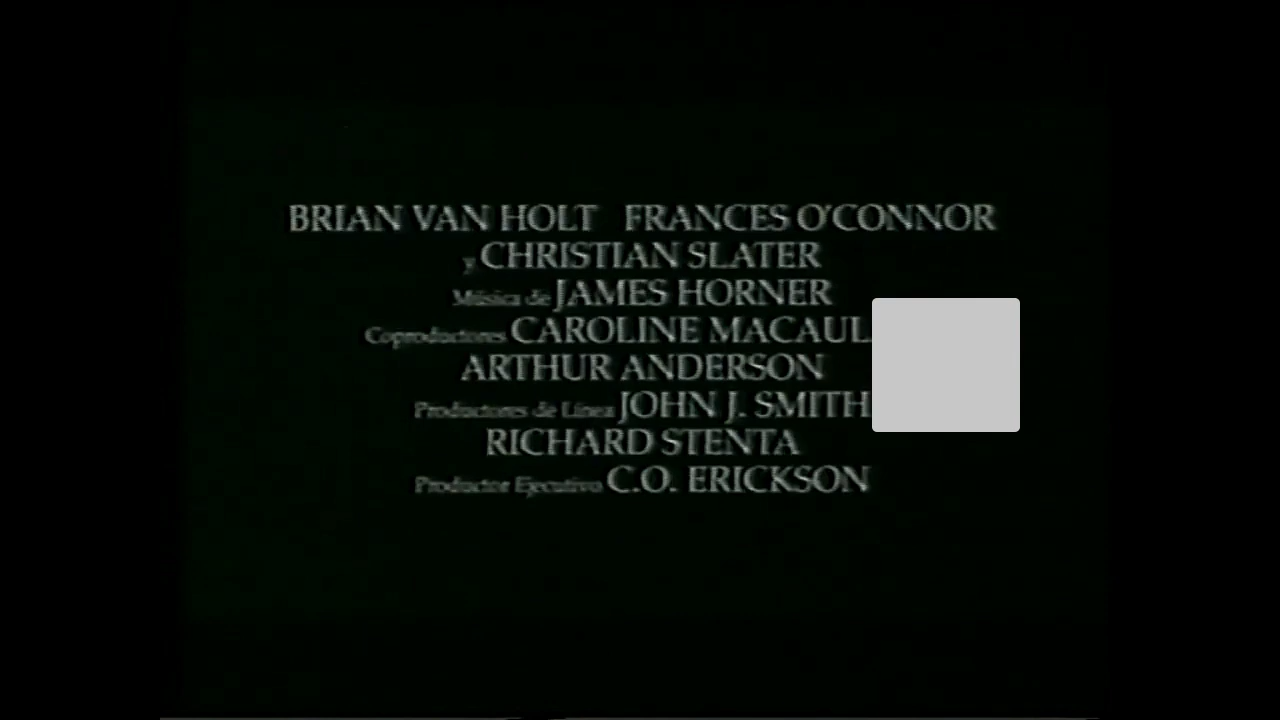 BRIAN VAN HOLT FRANCES O'CONNOR
y CHRISTIAN SLATER
Música de JAMES HORNER
Coproductores CAROLINE
ARTHUR ANDERSON
Productores de Línea JOHN J. SMITH
RICHARD STENTA
Productor Ejecutivo C.O. ERICKSON